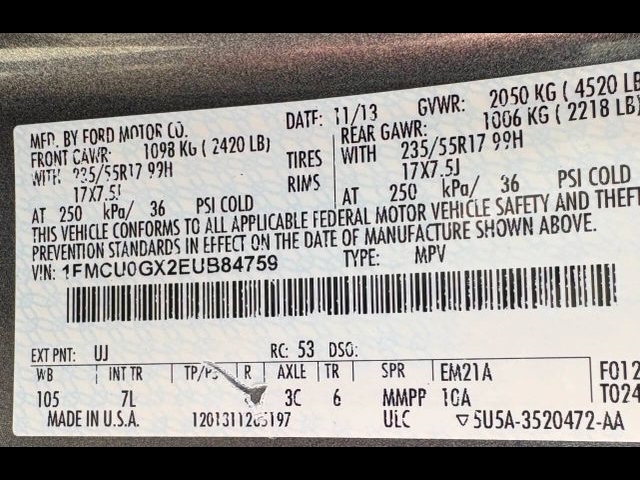 MFD. BY FORD MOTOR CO. DATE: 11/13 GVWR: 2050 KG ( 4520 LB
FRONT GAWR: 1098 KG ( 2420 LB) REAR GAWR: 1006 KG ( 2218 LB)
WITH 235/55R17 99H TIRES WITH 235/55R17 99H
17X7.5J RIMS 17X7.5J
AT 250 kPa/ 36 PSI COLD AT 250 kPa/ 36 PSI COLD
THIS VEHICLE CONFORMS TO ALL APPLICABLE FEDERAL MOTOR VEHICLE SAFETY AND THEFT
PREVENTION STANDARDS IN EFFECT ON THE DATE OF MANUFACTURE SHOWN ABOVE.
VIN: 1FMCU0GX2EUB84759 TYPE: MPV
EXT PNT: UJ RC: 53 DSO:
WB INT TR TP/PS R AXLE TR SPR EM21A F012
105 7L 3C 6 MMPP 10A T024
MADE IN U.S.A. ULC ▽5U5A-3520472-AA